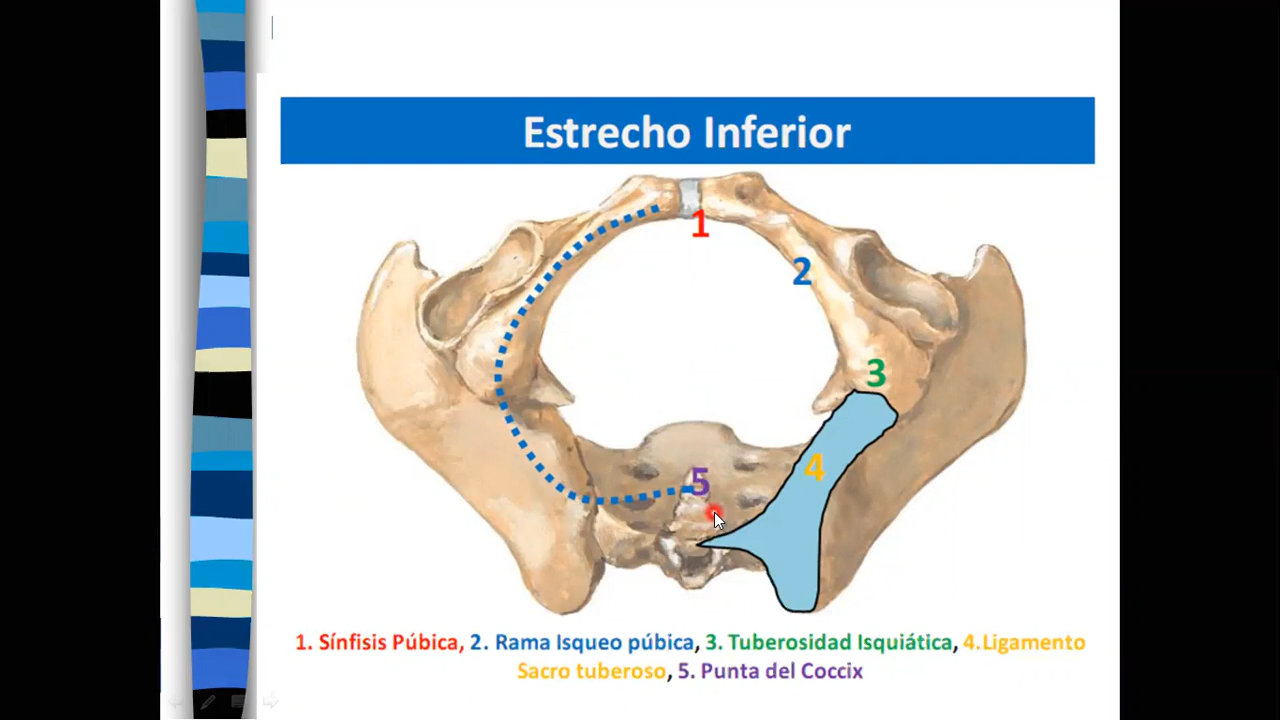 Estrecho Inferior
1
2
3
4
5
1. Sínfisis Púbica, 2. Rama Isqueo púbica, 3. Tuberosidad Isquiática, 4.Ligamento
Sacro tuberoso, 5. Punta del Coccix